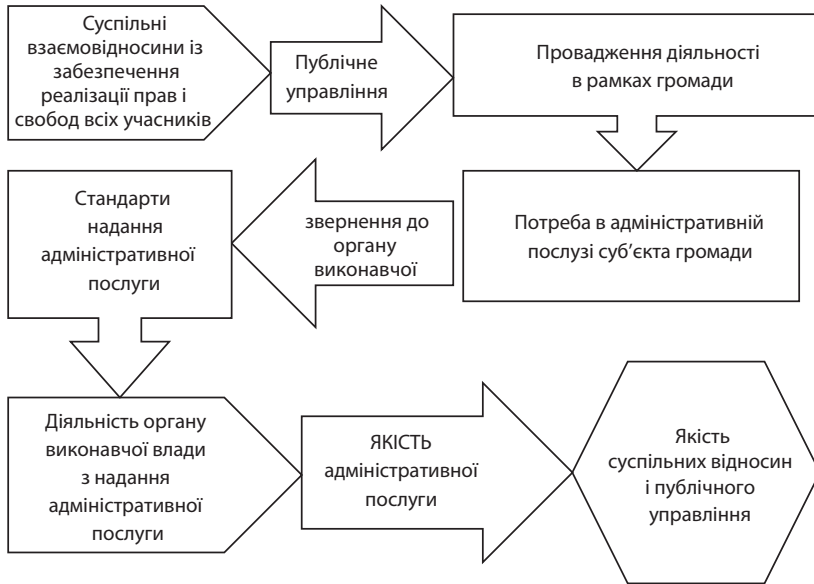 Суспільні
взаємовідносини із
забезпечення
реалізації прав і
свобод всіх учасників
Публічне
управління
Провадження діяльності
в рамках громади
Стандарти
надання
адміністративної
послуги
звернення до
органу
виконавчої
Потреба в адміністративній
послузі суб’єкта громади
Діяльність органу
виконавчої влади
з надання
адміністративної
послуги
ЯКІСТЬ
адміністративної
послуги
Якість
суспільних відносин
і публічного
управління